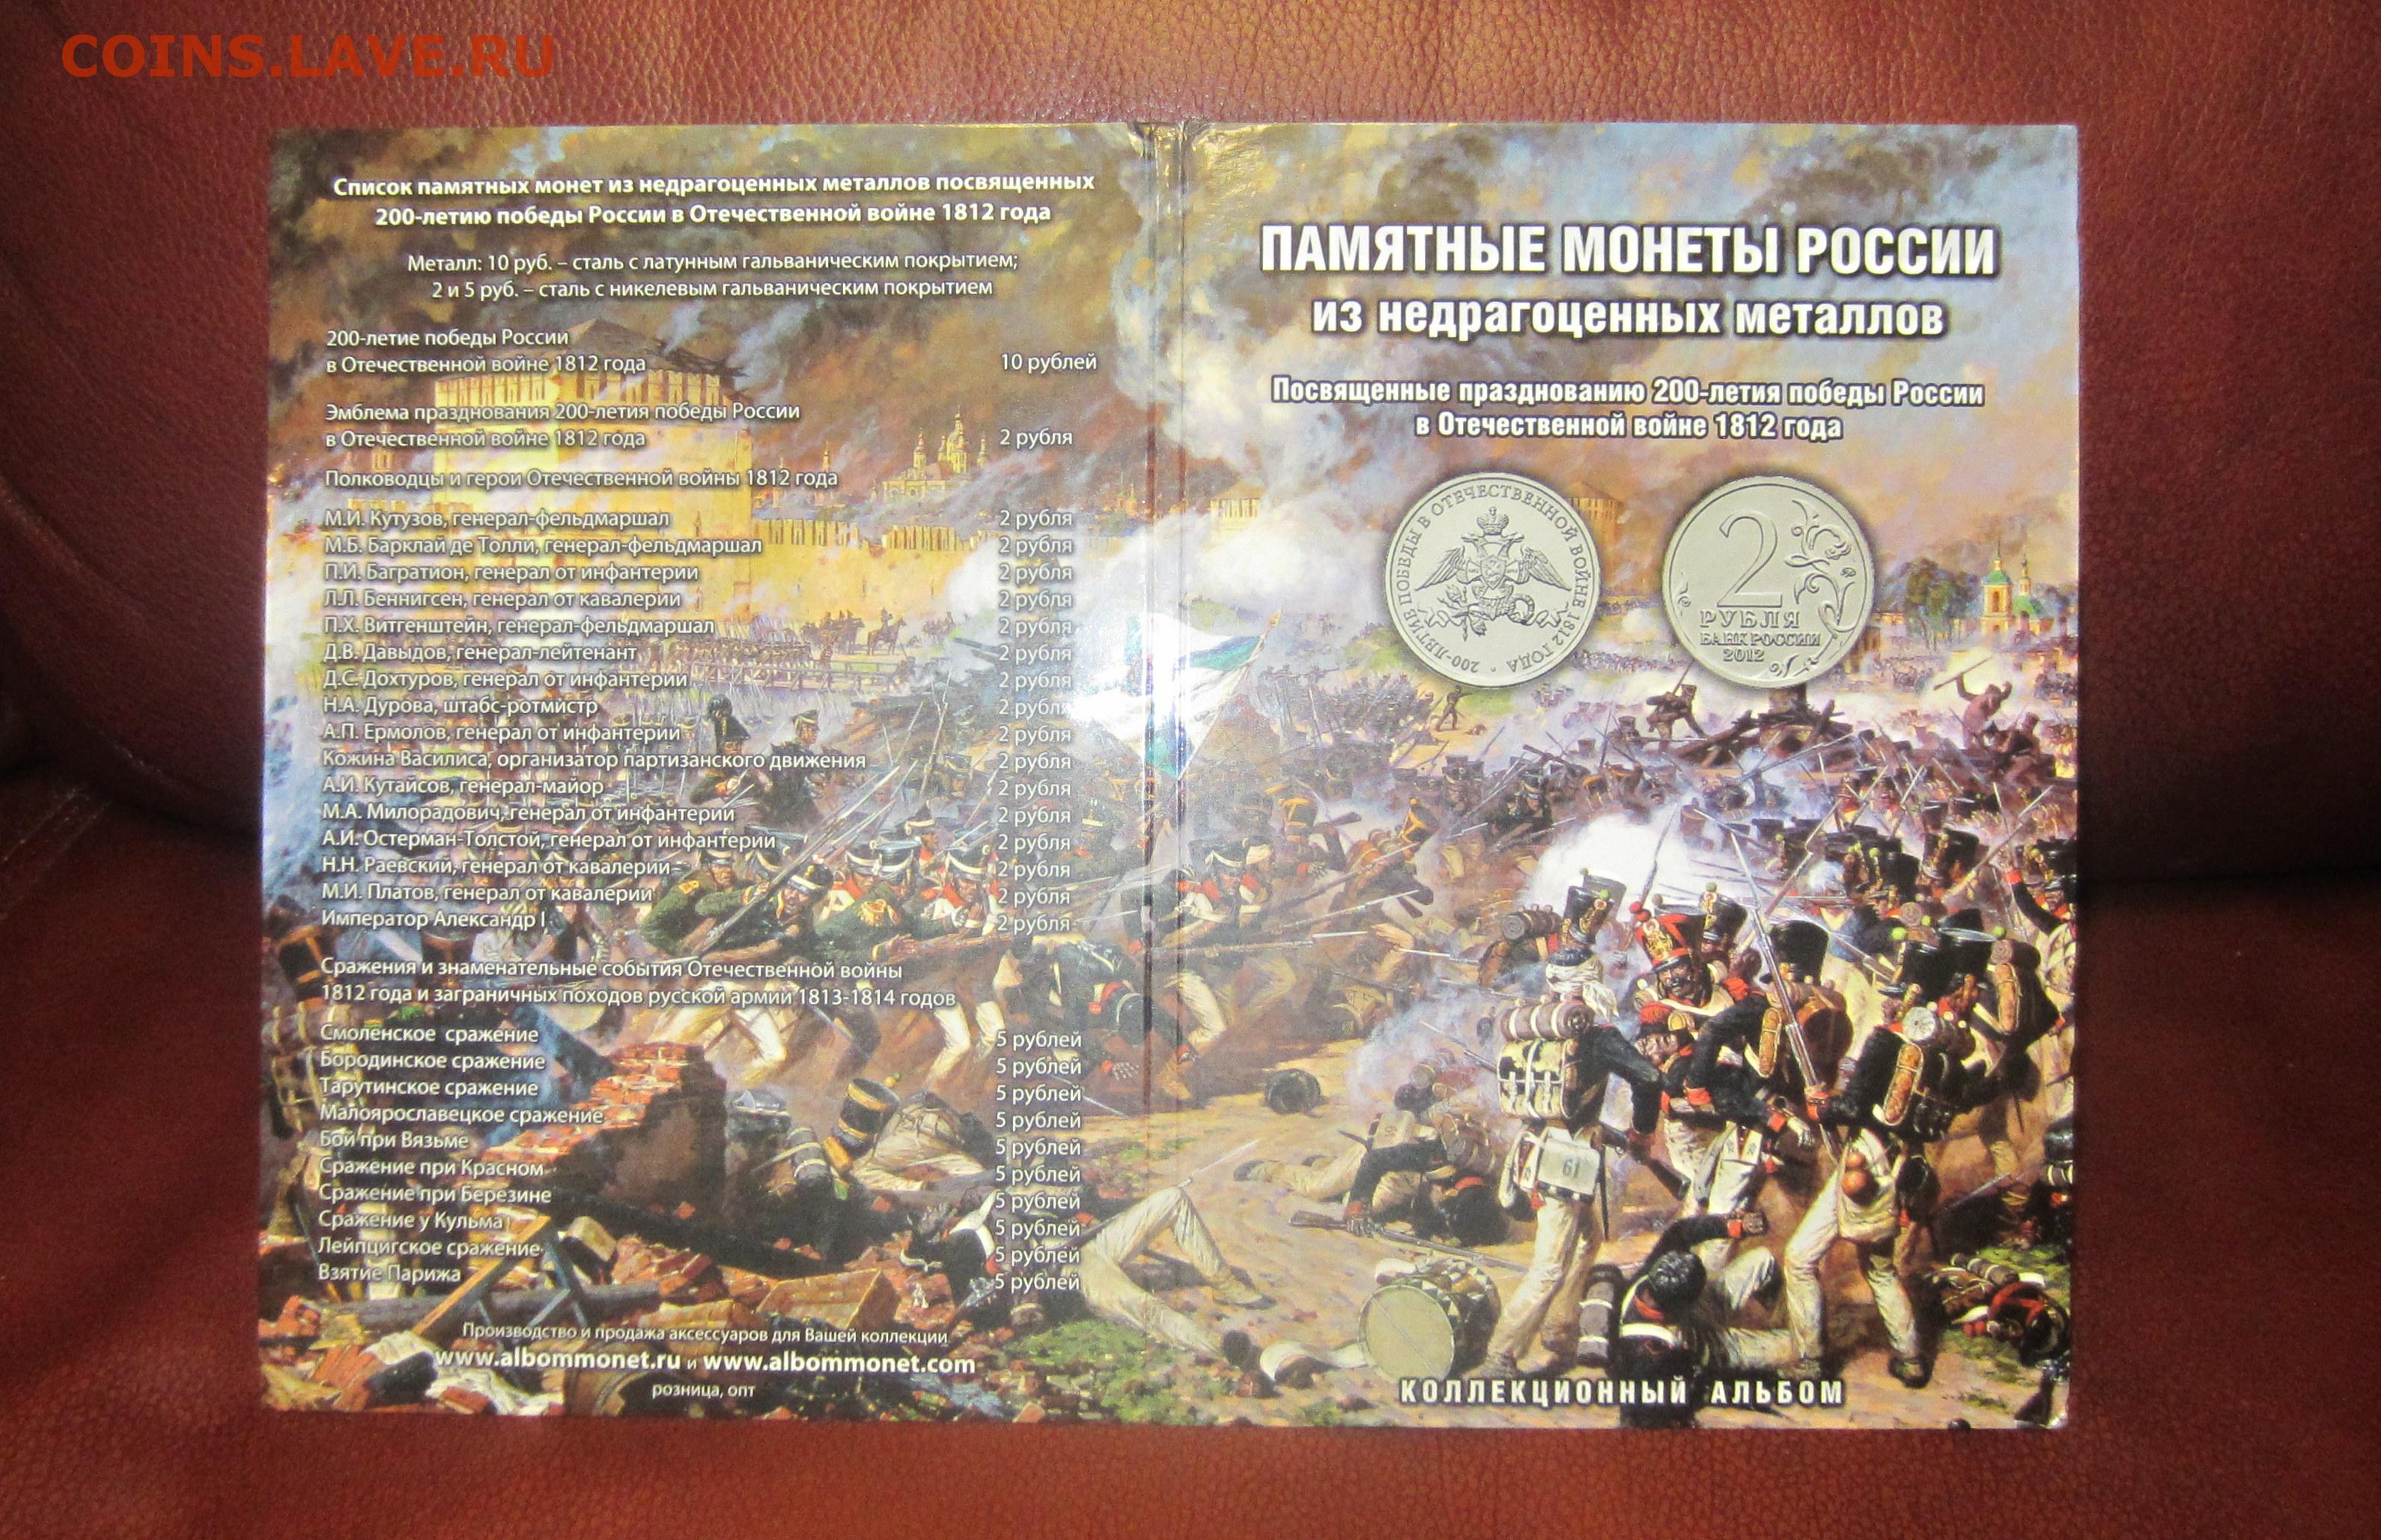 COINS.LAVE.RU
Список памятных монет из недрагоценных металлов посвященных
200-летию победы России в Отечественной войне 1812 года
Металл: 10 руб. – сталь с латунным гальваническим покрытием;
2 и 5 руб. – сталь с никелевым гальваническим покрытием
200-летие победы России
в Отечественной войне 1812 года 10 рублей
Эмблема празднования 200-летия победы России
в Отечественной войне 1812 года 2 рубля
Полководцы и герои Отечественной войны 1812 года
М.И. Кутузов, генерал-фельдмаршал 2 рубля
М.Б. Барклай де Толли, генерал-фельдмаршал 2 рубля
П.И. Багратион, генерал от инфантерии 2 рубля
Л.Л. Беннигсен, генерал от кавалерии 2 рубля
П.Х. Витгенштейн, генерал-фельдмаршал 2 рубля
Д.В. Давыдов, генерал-лейтенант 2 рубля
Д.С. Дохтуров, генерал от инфантерии 2 рубля
Н.А. Дурова, штабс-ротмистр 2 рубля
А.П. Ермолов, генерал от инфантерии 2 рубля
Кожина Василиса, организатор партизанского движения 2 рубля
А.И. Кутайсов, генерал-майор 2 рубля
М.А. Милорадович, генерал от инфантерии 2 рубля
А.И. Остерман-Толстой, генерал от инфантерии 2 рубля
Н.Н. Раевский, генерал от кавалерии 2 рубля
М.И. Платов, генерал от кавалерии 2 рубля
Император Александр I 2 рубля
Сражения и знаменательные события Отечественной войны
1812 года и заграничных походов русской армии 1813-1814 годов
Смоленское сражение 5 рублей
Бородинское сражение 5 рублей
Тарутинское сражение 5 рублей
Малоярославецкое сражение 5 рублей
Бой при Вязьме 5 рублей
Сражение при Красном 5 рублей
Сражение при Березине 5 рублей
Сражение у Кульма 5 рублей
Лейпцигское сражение 5 рублей
Взятие Парижа 5 рублей
Производство и продажа аксессуаров для Вашей коллекции
www.albommonet.ru и www.albommonet.com
розница, опт
ПАМЯТНЫЕ МОНЕТЫ РОССИИ
из недрагоценных металлов
Посвященные празднованию 200-летия победы России
в Отечественной войне 1812 года
200-ЛЕТИЕ ПОБЕДЫ В ОТЕЧЕСТВЕННОЙ ВОЙНЕ 1812 ГОДА
2
РУБЛЯ
БАНК РОССИИ
2012
61
КОЛЛЕКЦИОННЫЙ АЛЬБОМ